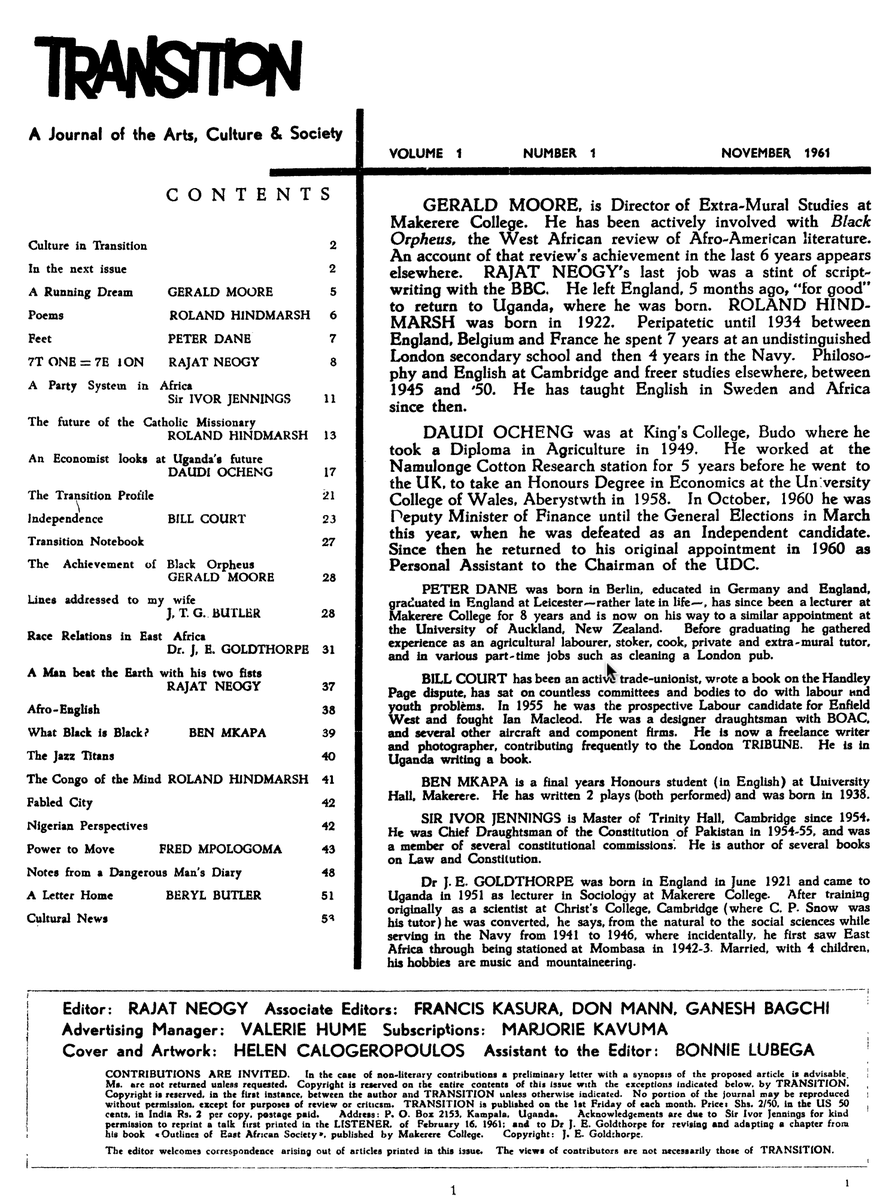 TRANSITION
A Journal of the Arts, Culture & Society
VOLUME 1 NUMBER 1 NOVEMBER 1961
CONTENTS
Culture in Transition 2
In the next issue 2
A Running Dream GERALD MOORE 5
Poems ROLAND HINDMARSH 6
Feet PETER DANE 7
7T ONE = 7E 1ON RAJAT NEOGY 8
A Party System in Africa
Sir IVOR JENNINGS 11
The future of the Catholic Missionary
ROLAND HINDMARSH 13
An Economist looks at Uganda's future
DAUDI OCHENG 17
The Transition Profile 21
Independence BILL COURT 23
Transition Notebook 27
The Achievement of Black Orpheus
GERALD MOORE 28
Lines addressed to my wife
J. T. G. BUTLER 28
Race Relations in East Africa
Dr. J. E. GOLDTHORPE 31
A Man beat the Earth with his two fists
RAJAT NEOGY 37
Afro-English 38
What Black is Black? BEN MKAPA 39
The Jazz Titans 40
The Congo of the Mind ROLAND HINDMARSH 41
Fabled City 42
Nigerian Perspectives 42
Power to Move FRED MPOLOGOMA 43
Notes from a Dangerous Man's Diary 48
A Letter Home BERYL BUTLER 51
Cultural News
GERALD MOORE, is Director of Extra-Mural Studies at
Makerere College. He has been actively involved with Black
Orpheus, the West African review of Afro-American literature.
An account of that review's achievement in the last 6 years appears
elsewhere. RAJAT NEOGY's last job was a stint of script-
writing with the BBC. He left England, 5 months ago, "for good"
to return to Uganda, where he was born. ROLAND HIND-
MARSH was born in 1922. Peripatetic until 1934 between
England, Belgium and France he spent 7 years at an undistinguished
London secondary school and then 4 years in the Navy. Philoso-
phy and English at Cambridge and freer studies elsewhere, between
1945 and '50. He has taught English in Sweden and Africa
since then.
DAUDI OCHENG was at King's College, Budo where he
took a Diploma in Agriculture in 1949. He worked at the
Namulonge Cotton Research station for 5 years before he went to
the UK, to take an Honours Degree in Economics at the University
College of Wales, Aberystwth in 1958. In October, 1960 he was
Deputy Minister of Finance until the General Elections in March
this year, when he was defeated as an Independent candidate.
Since then he returned to his original appointment in 1960 as
Personal Assistant to the Chairman of the UDC.
PETER DANE was born in Berlin, educated in Germany and England,
graduated in England at Leicester—rather late in life—, has since been a lecturer at
Makerere College for 8 years and is now on his way to a similar appointment at
the University of Auckland, New Zealand. Before graduating he gathered
experience as an agricultural labourer, stoker, cook, private and extra-mural tutor,
and in various part-time jobs such as cleaning a London pub.
BILL COURT has been an active trade-unionist, wrote a book on the Handley
Page dispute, has sat on countless committees and bodies to do with labour and
youth problems. In 1955 he was the prospective Labour candidate for Enfield
West and fought Ian Macleod. He was a designer draughtsman with BOAC,
and several other aircraft and component firms. He is now a freelance writer
and photographer, contributing frequently to the London TRIBUNE. He is in
Uganda writing a book.
BEN MKAPA is a final years Honours student (in English) at University
Hall, Makerere. He has written 2 plays (both performed) and was born in 1938.
SIR IVOR JENNINGS is Master of Trinity Hall, Cambridge since 1954.
He was Chief Draughtsman of the Constitution of Pakistan in 1954-55, and was
a member of several constitutional commissions. He is author of several books
on Law and Constitution.
Dr J. E. GOLDTHORPE was born in England in June 1921 and came to
Uganda in 1951 as lecturer in Sociology at Makerere College. After training
originally as a scientist at Christ's College, Cambridge (where C. P. Snow was
his tutor) he was converted, he says, from the natural to the social sciences while
serving in the Navy from 1941 to 1946, where incidentally, he first saw East
Africa through being stationed at Mombasa in 1942-3. Married, with 4 children,
his hobbies are music and mountaineering.
Editor: RAJAT NEOGY Associate Editors: FRANCIS KASURA, DON MANN, GANESH BAGCHI
Advertising Manager: VALERIE HUME Subscriptions: MARJORIE KAVUMA
Cover and Artwork: HELEN CALOGEROPOULOS Assistant to the Editor: BONNIE LUBEGA
CONTRIBUTIONS ARE INVITED. In the case of non-literary contributions a preliminary letter with a synopsis of the proposed article is advisable.
Ms. are not returned unless requested. Copyright is reserved on the entire contents of this issue with the exceptions indicated below, by TRANSITION.
Copyright is reserved, in the first instance, between the author and TRANSITION unless otherwise indicated. No portion of the journal may be reproduced
without permission, except for purposes of review or criticism. TRANSITION is published on the 1st Friday of each month. Price: Shs. 2/50, in the US 50
cents, in India Rs. 2 per copy, postage paid. Address: P. O. Box 2153, Kampala, Uganda. Acknowledgements are due to Sir Ivor Jennings for kind
permission to reprint a talk first printed in the LISTENER, of February 16, 1961; and to Dr J. E. Goldthorpe for revising and adapting a chapter from
his book «Outlines of East African Society», published by Makerere College. Copyright: J. E. Goldthorpe.
The editor welcomes correspondence arising out of articles printed in this issue. The views of contributors are not necessarily those of TRANSITION.
1
1